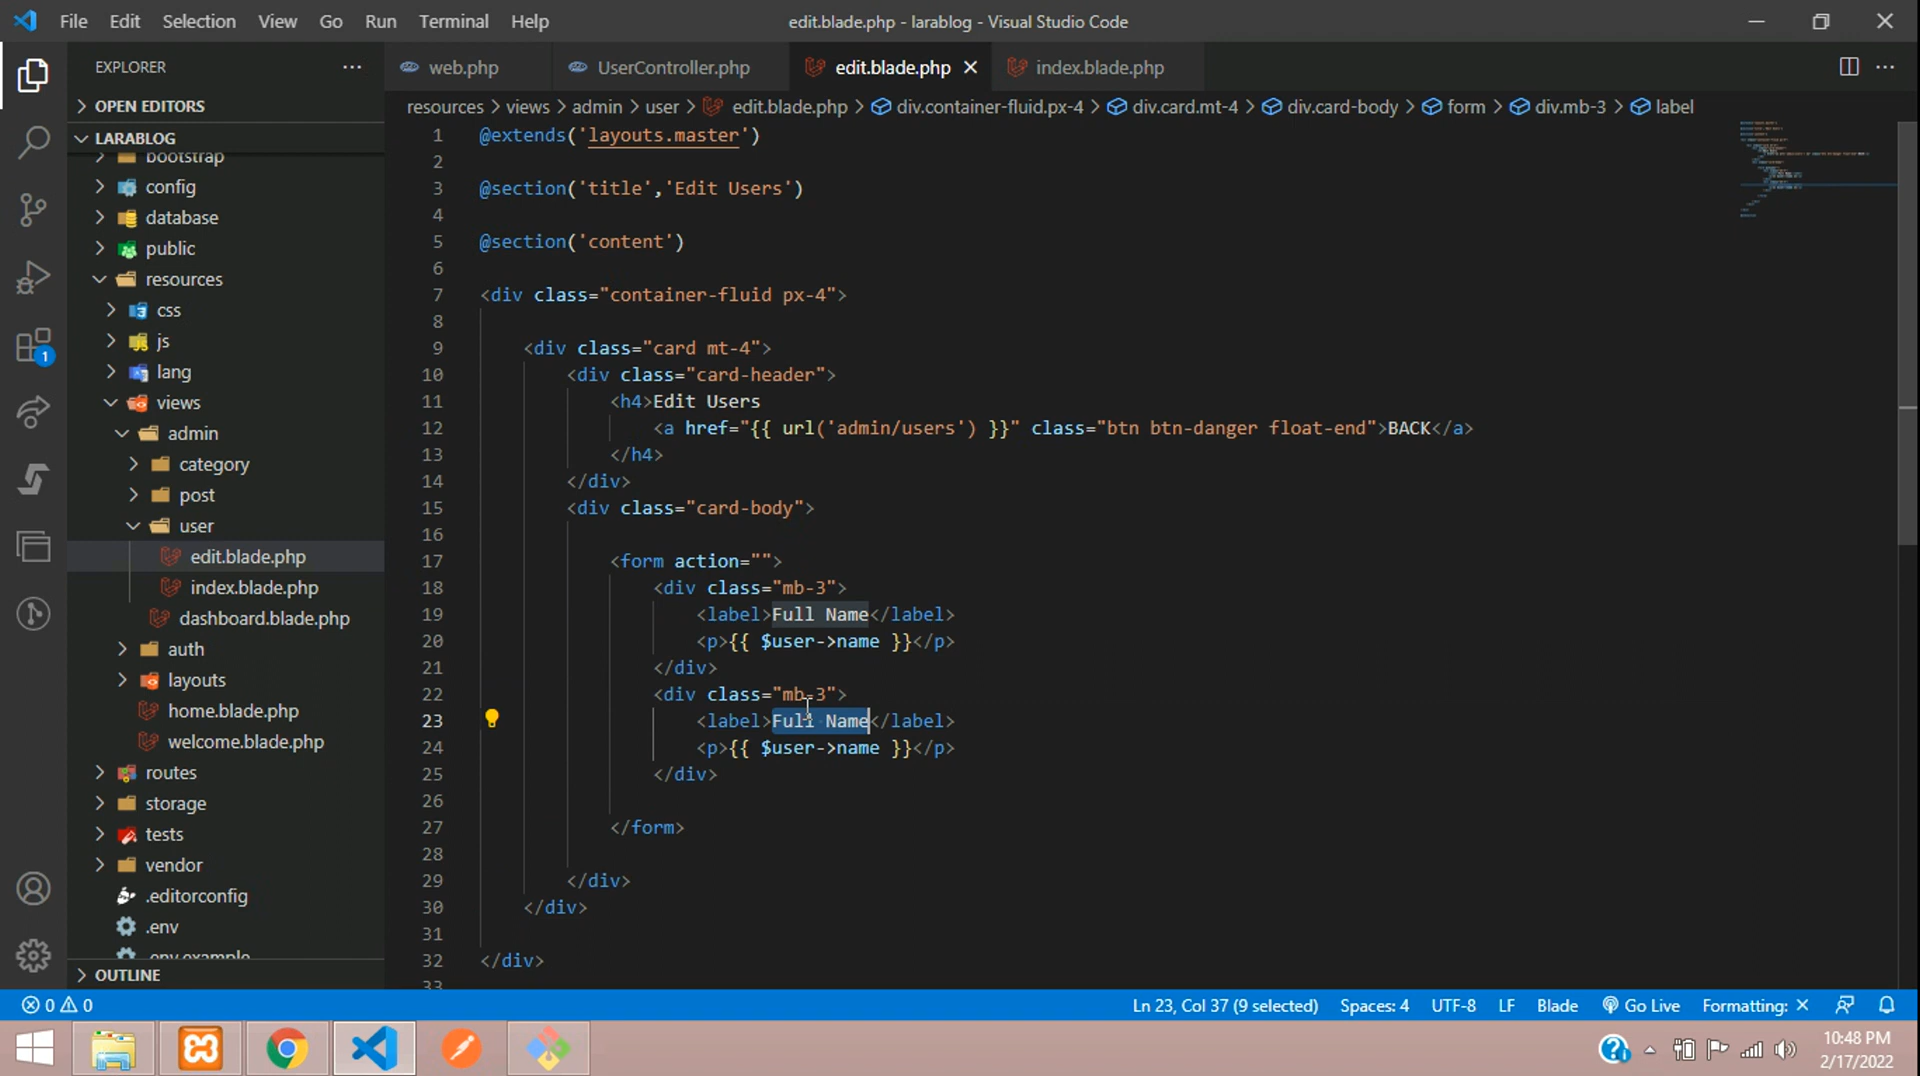 File Edit Selection View Go Run Terminal Help
edit.blade.php - larablog - Visual Studio Code
EXPLORER
OPEN EDITORS
LARABLOG
bootstrap
config
database
public
resources
css
js
lang
views
admin
category
post
user
edit.blade.php
index.blade.php
dashboard.blade.php
auth
layouts
home.blade.php
welcome.blade.php
routes
storage
tests
vendor
.editorconfig
.env
.env.example
OUTLINE
1
web.php UserController.php edit.blade.php index.blade.php
resources > views > admin > user > edit.blade.php > div.container-fluid.px-4 > div.card.mt-4 > div.card-body > form > div.mb-3 > label
1 @extends('layouts.master')
2
3 @section('title','Edit Users')
4
5 @section('content')
6
7 <div class="container-fluid px-4">
8
9 <div class="card mt-4">
10 <div class="card-header">
11 <h4>Edit Users
12 <a href="{{ url('admin/users') }}" class="btn btn-danger float-end">BACK</a>
13 </h4>
14 </div>
15 <div class="card-body">
16
17 <form action="">
18 <div class="mb-3">
19 <label>Full Name</label>
20 <p>{{ $user->name }}</p>
21 </div>
22 <div class="mb-3">
23 <label>Full Name</label>
24 <p>{{ $user->name }}</p>
25 </div>
26
27 </form>
28
29 </div>
30 </div>
31
32 </div>
33
0 0
Ln 23, Col 37 (9 selected) Spaces: 4 UTF-8 LF Blade Go Live Formatting: ×
10:48 PM
2/17/2022